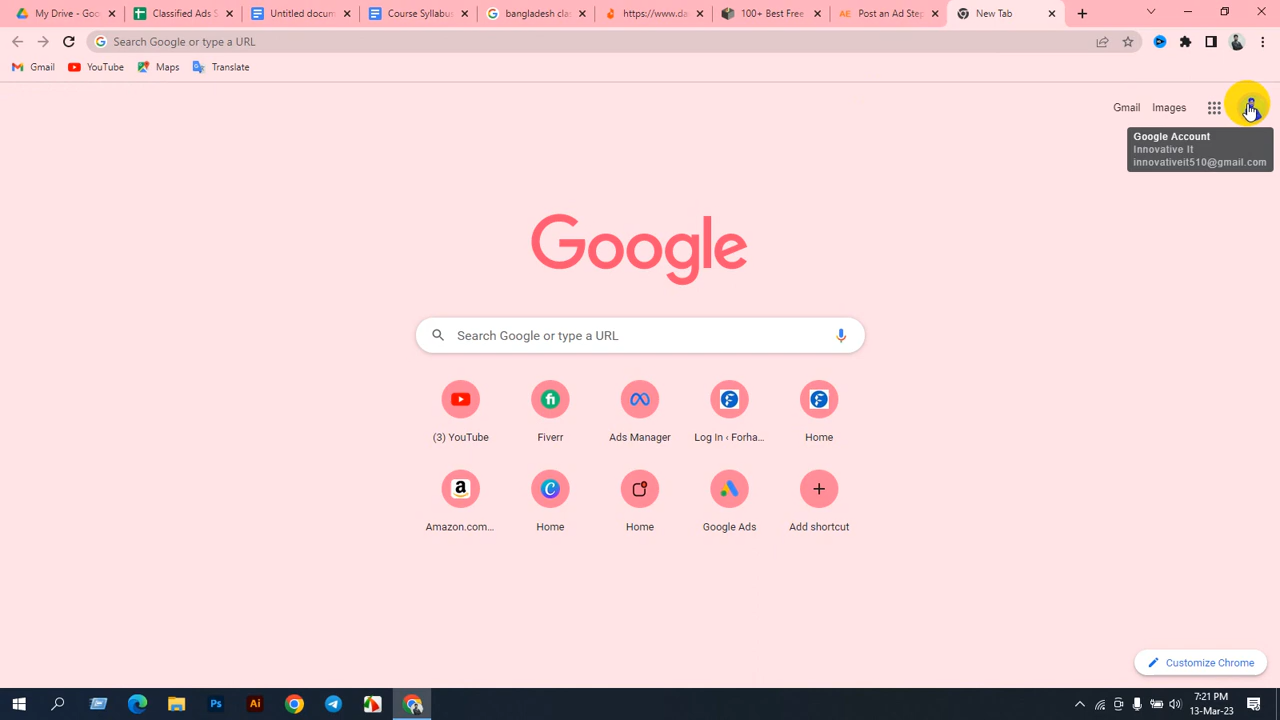 My Drive - Goo
Classified Ads S
Untitled docum
Course Syllabus
bangladesh clas
https://www.da
100+ Best Free
Post an Ad Step
New Tab
Search Google or type a URL
Gmail
YouTube
Maps
Translate
Gmail
Images
Google Account
Innovative It
innovativeit510@gmail.com
Google
Search Google or type a URL
(3) YouTube
Fiverr
Ads Manager
Log In ‹ Forha...
Home
Amazon.com...
Home
Home
Google Ads
Add shortcut
Customize Chrome
7:21 PM
13-Mar-23